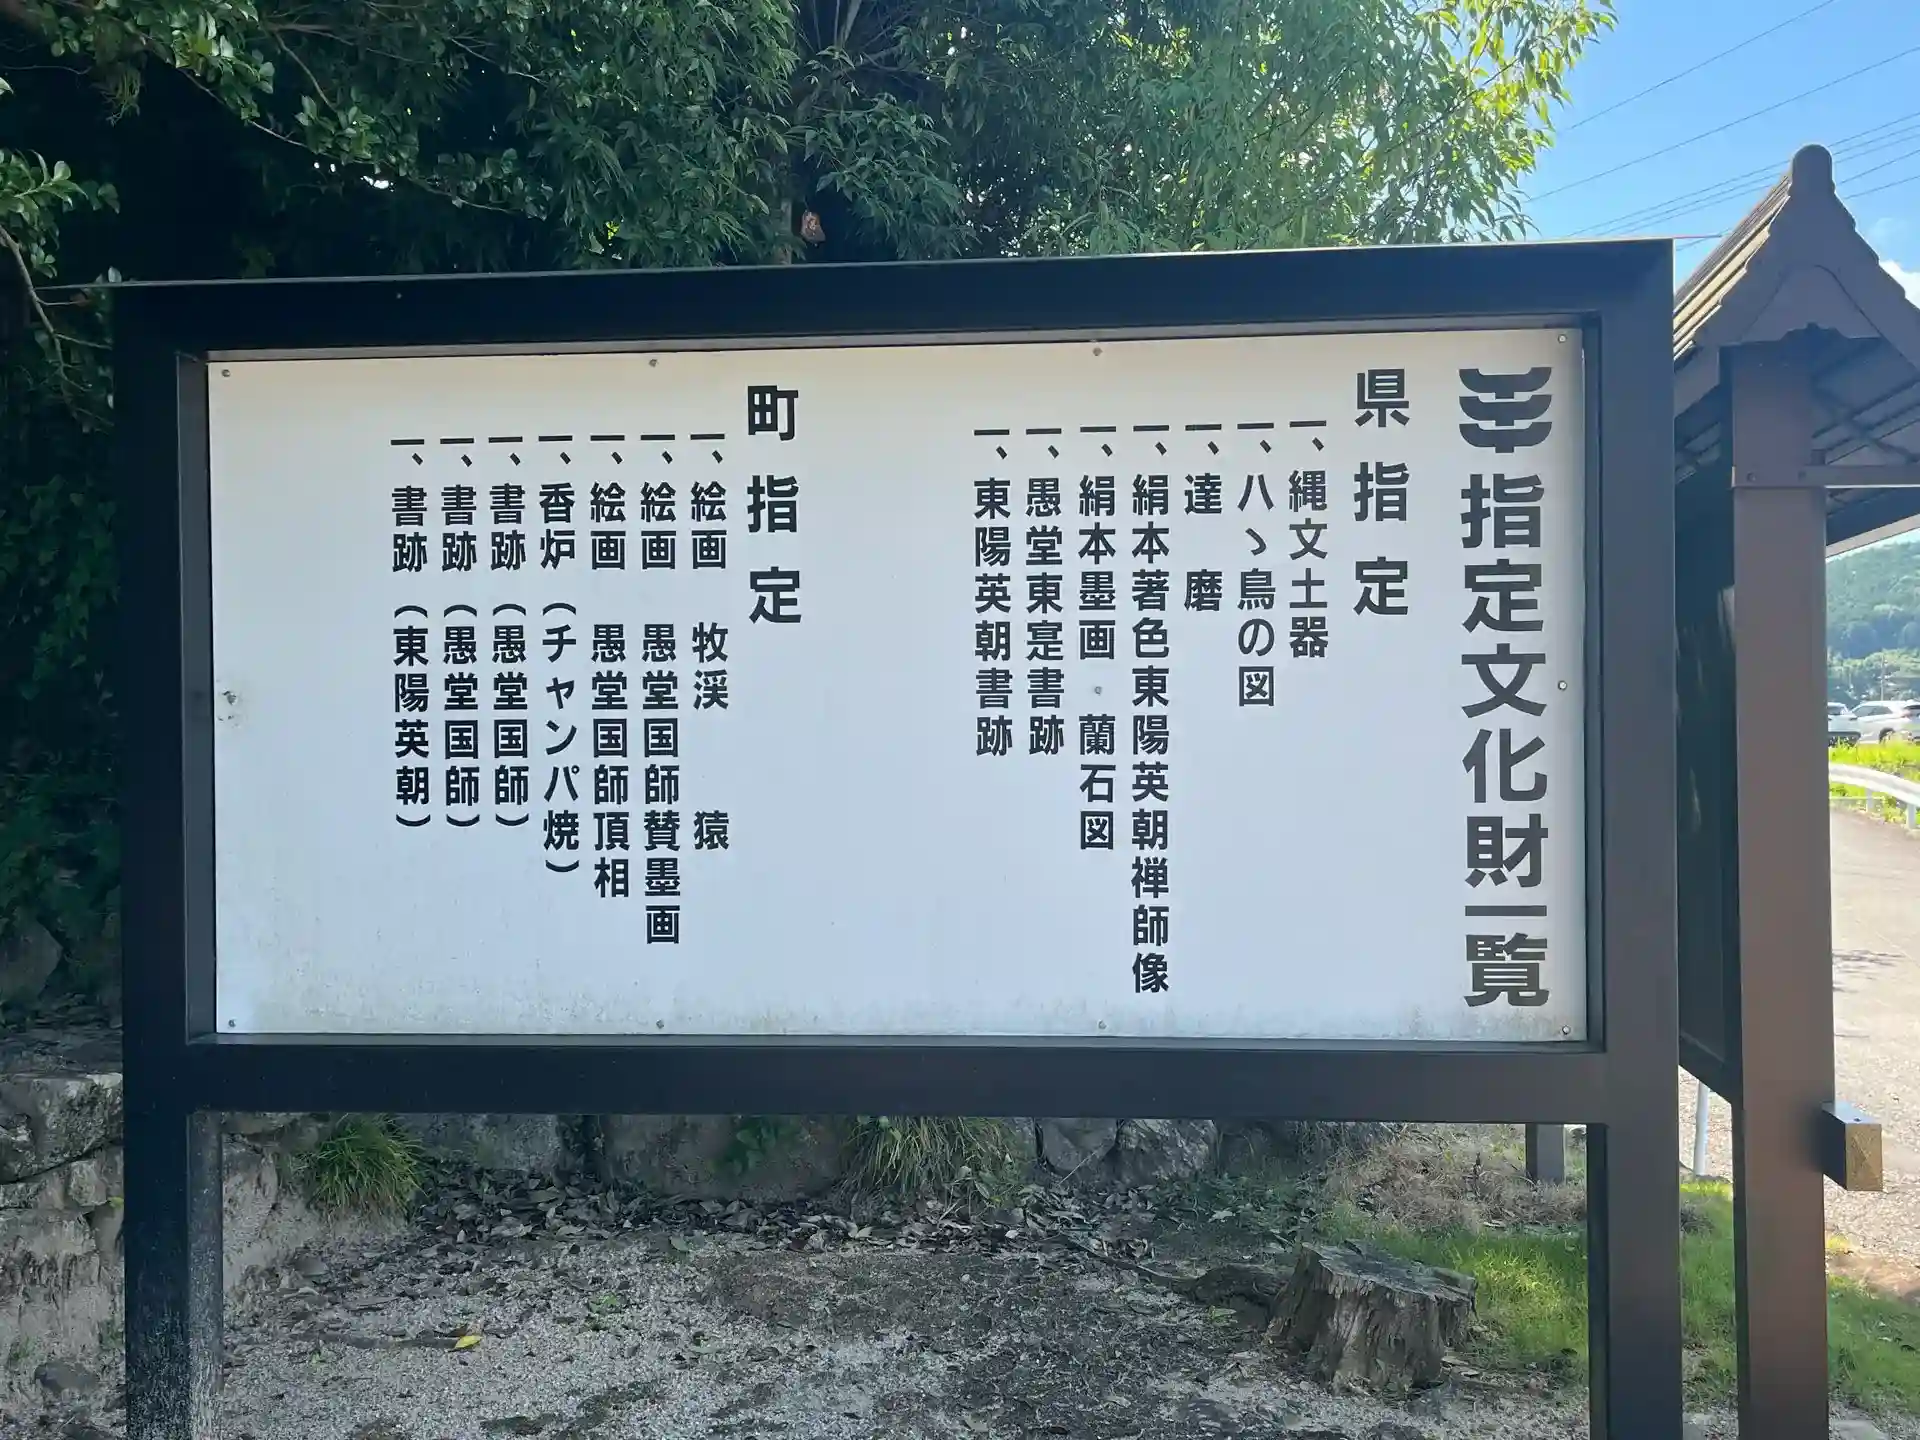 指定文化財一覧
県指定
一、縄文土器
一、八ゝ鳥の図
一、達　磨
一、絹本著色東陽英朝禅師像
一、絹本墨画　蘭石図
一、愚堂東寔書跡
一、東陽英朝書跡
町指定
一、絵画　牧渓　　猿
一、絵画　愚堂国師賛墨画
一、絵画　愚堂国師頂相
一、香炉（チャンパ焼）
一、書跡（愚堂国師）
一、書跡（愚堂国師）
一、書跡（東陽英朝）